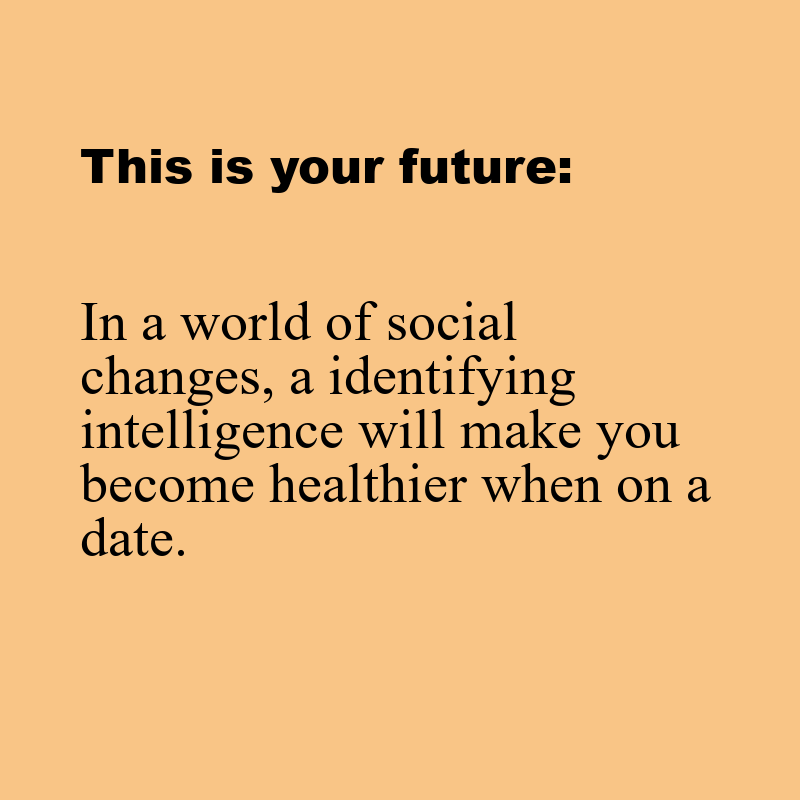 This is your future:
In a world of social
changes, a identifying
intelligence will make you
become healthier when on a
date.